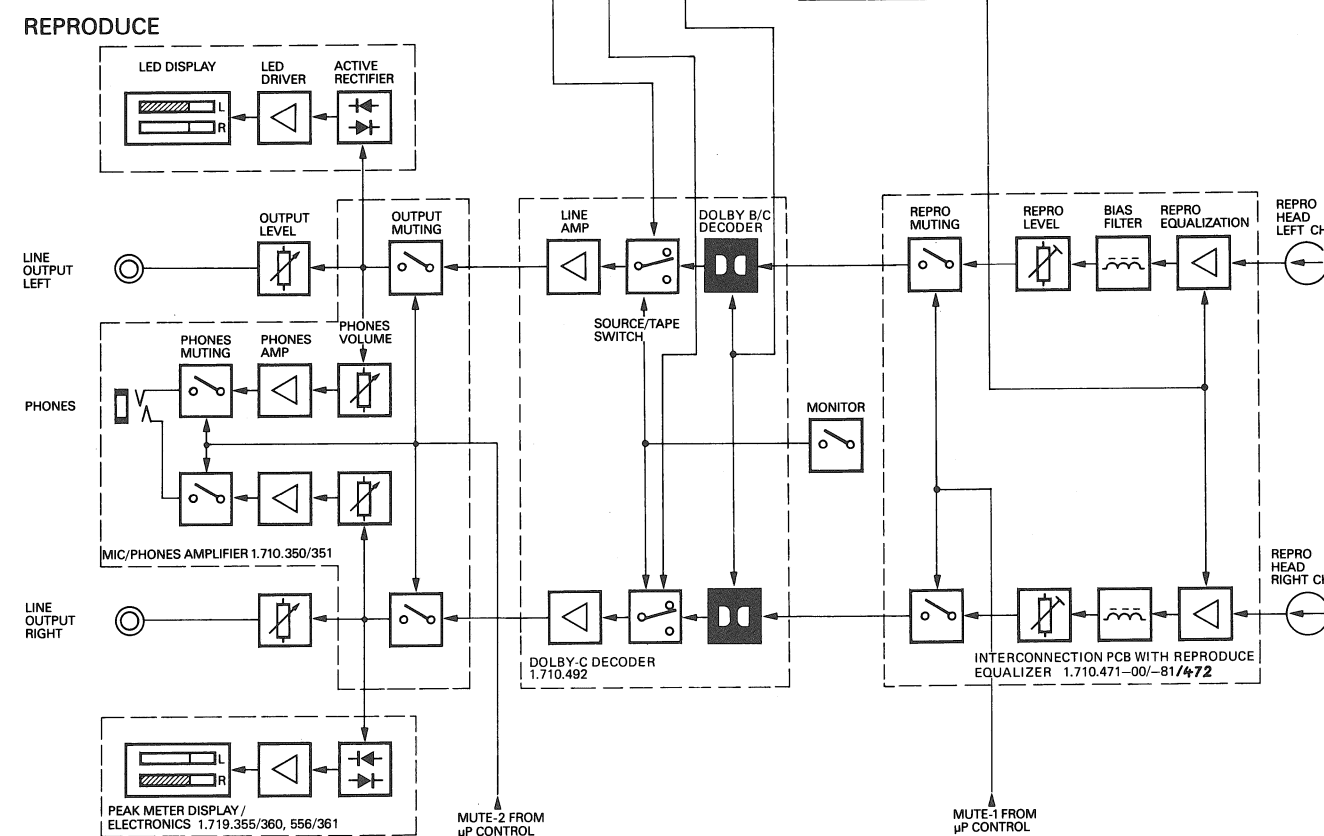 REPRODUCE
LED DISPLAY
LED
DRIVER
ACTIVE
RECTIFIER
L
R
OUTPUT
LEVEL
OUTPUT
MUTING
LINE
AMP
DOLBY B/C
DECODER
REPRO
MUTING
REPRO
LEVEL
BIAS
FILTER
REPRO
EQUALIZATION
REPRO
HEAD
LEFT
LINE
OUTPUT
LEFT
SOURCE/TAPE
SWITCH
PHONES
MUTING
PHONES
AMP
PHONES
VOLUME
PHONES
MONITOR
MIC/PHONES AMPLIFIER 1.710.350/351
REPRO
HEAD
RIGHT
LINE
OUTPUT
RIGHT
DOLBY-C DECODER
1.710.492
INTERCONNECTION PCB WITH REPRODUCE
EQUALIZER 1.710.471–00/–81/472
L
R
PEAK METER DISPLAY/
ELECTRONICS 1.719.355/360, 556/361
MUTE-2 FROM
µP CONTROL
MUTE-1 FROM
µP CONTROL